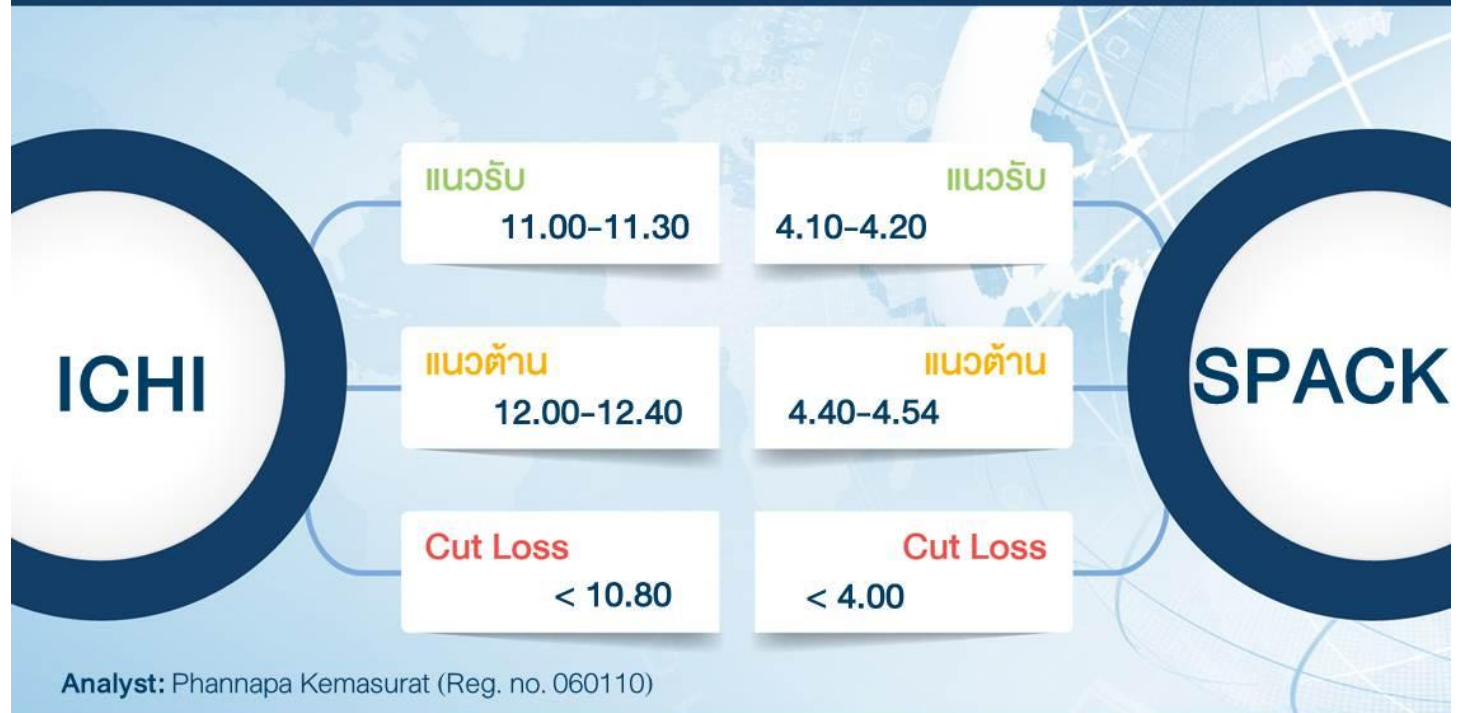 ICHI
แนวรับ
11.00-11.30
แนวต้าน
12.00-12.40
Cut Loss
< 10.80
แนวรับ
4.10-4.20
แนวต้าน
4.40-4.54
Cut Loss
< 4.00
SPACK
Analyst: Phannapa Kemasurat (Reg. no. 060110)